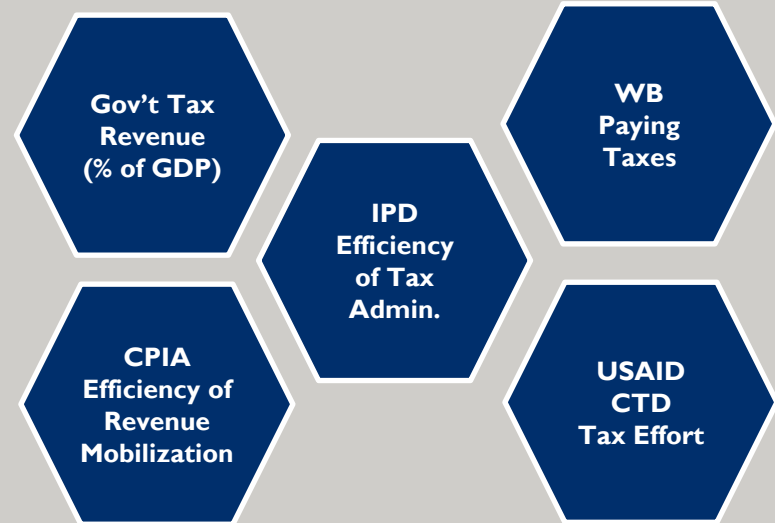 Gov’t Tax
Revenue
(% of GDP)
WB
Paying
Taxes
IPD
Efficiency
of Tax
Admin.
CPIA
Efficiency of
Revenue
Mobilization
USAID
CTD
Tax Effort